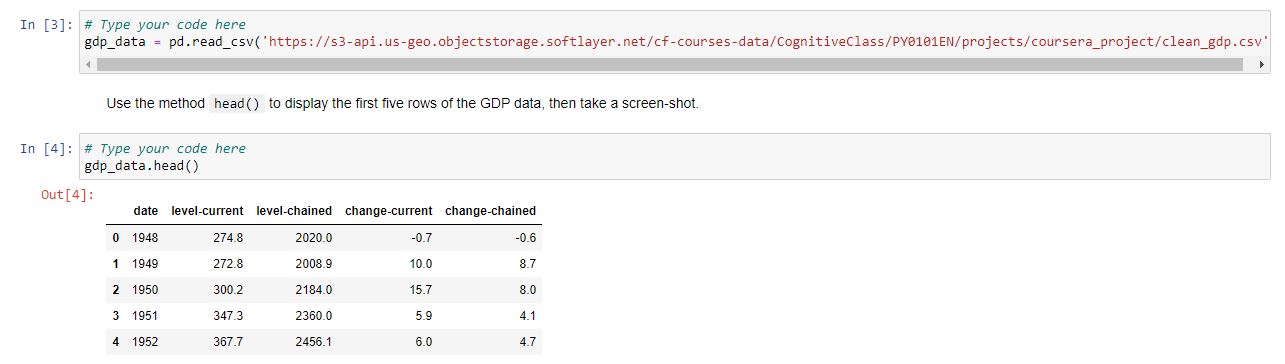 In [3]: # Type your code here
gdp_data = pd.read_csv('https://s3-api.us-geo.objectstorage.softlayer.net/cf-courses-data/CognitiveClass/PY0101EN/projects/coursera_project/clean_gdp.csv'
Use the method head() to display the first five rows of the GDP data, then take a screen-shot.
In [4]: # Type your code here
gdp_data.head()
Out[4]:
date level-current level-chained change-current change-chained
0 1948 274.8 2020.0 -0.7 -0.6
1 1949 272.8 2008.9 10.0 8.7
2 1950 300.2 2184.0 15.7 8.0
3 1951 347.3 2360.0 5.9 4.1
4 1952 367.7 2456.1 6.0 4.7